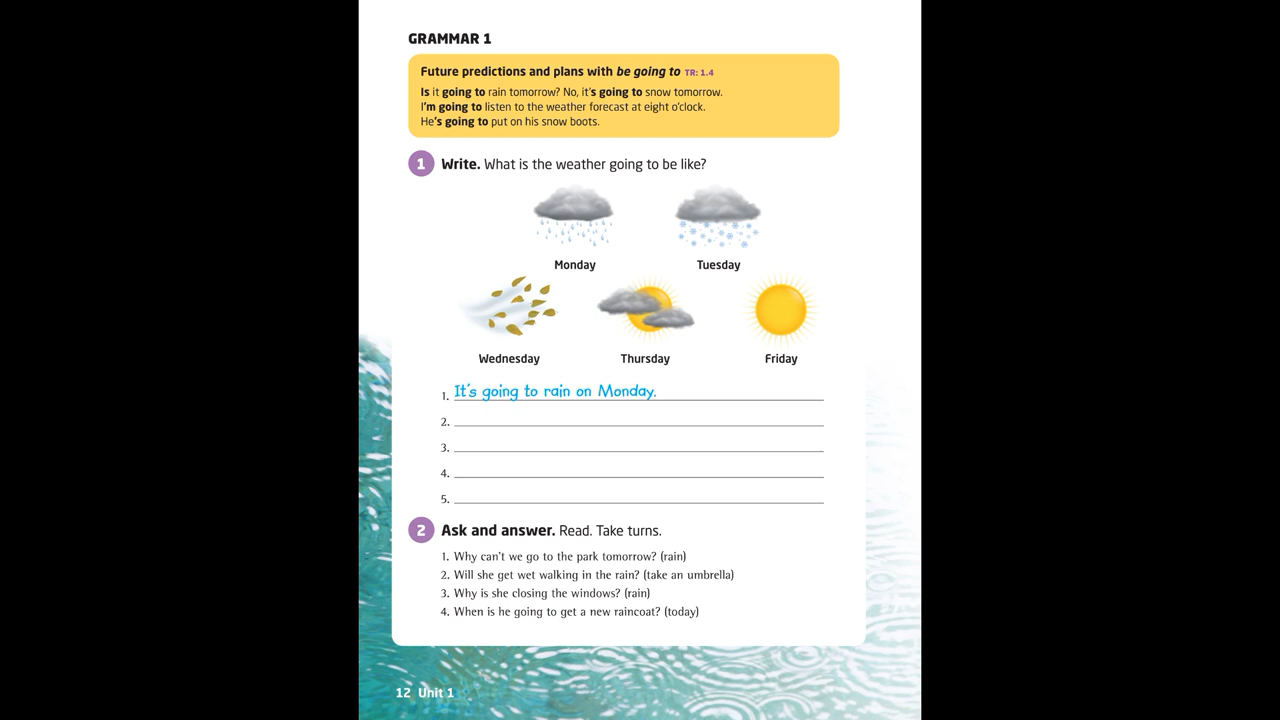 GRAMMAR 1
Future predictions and plans with be going to TR: 1.4
Is it going to rain tomorrow? No, it's going to snow tomorrow.
I'm going to listen to the weather forecast at eight o'clock.
He's going to put on his snow boots.
1 Write. What is the weather going to be like?
Monday
Tuesday
Wednesday
Thursday
Friday
1. It's going to rain on Monday.
2.
3.
4.
5.
2 Ask and answer. Read. Take turns.
1. Why can't we go to the park tomorrow? (rain)
2. Will she get wet walking in the rain? (take an umbrella)
3. Why is she closing the windows? (rain)
4. When is he going to get a new raincoat? (today)
12 Unit 1